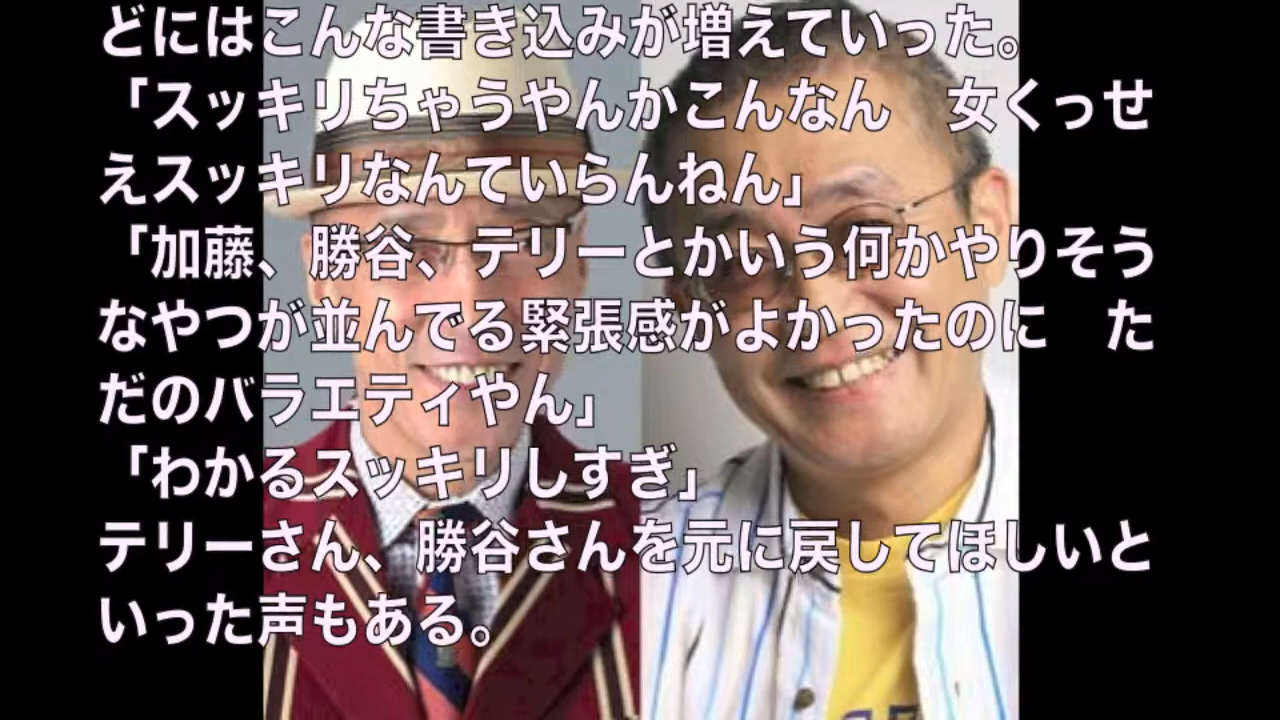 どにはこんな書き込みが増えていった。
「スッキリちゃうやんかこんなん　女くっせ
えスッキリなんていらんねん」
「加藤、勝谷、テリーとかいう何かやりそう
なやつが並んでる緊張感がよかったのに　た
だのバラエティやん」
「わかるスッキリしすぎ」
テリーさん、勝谷さんを元に戻してほしいと
いった声もある。